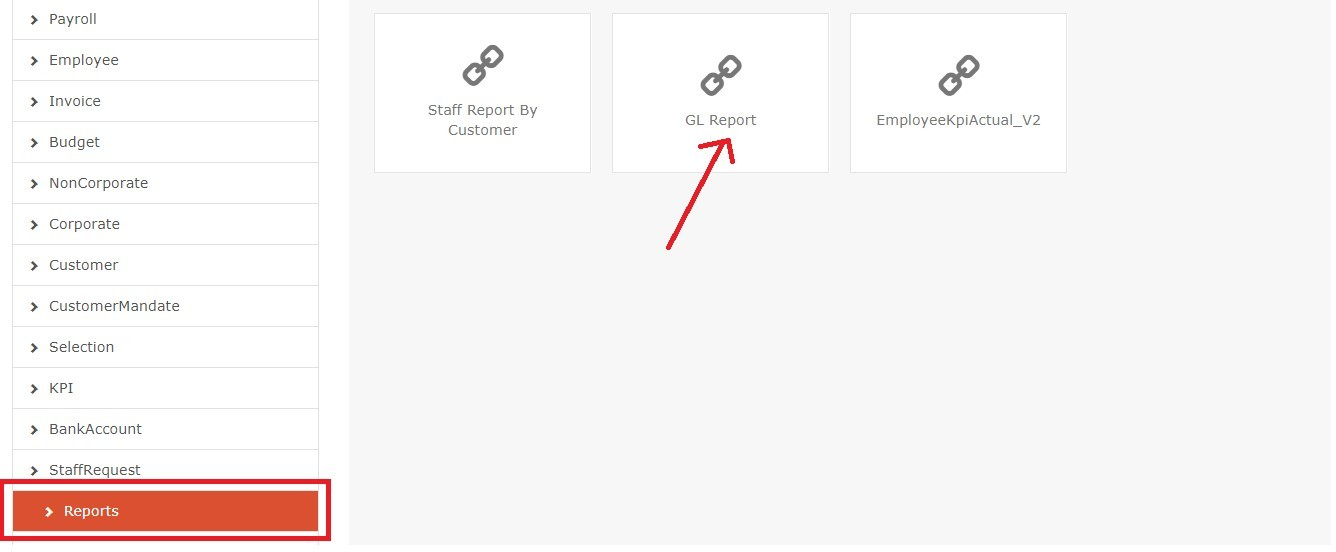 Payroll
Employee
Invoice
Budget
NonCorporate
Corporate
Customer
CustomerMandate
Selection
KPI
BankAccount
StaffRequest
Reports
Staff Report By
Customer
GL Report
EmployeeKpiActual_V2